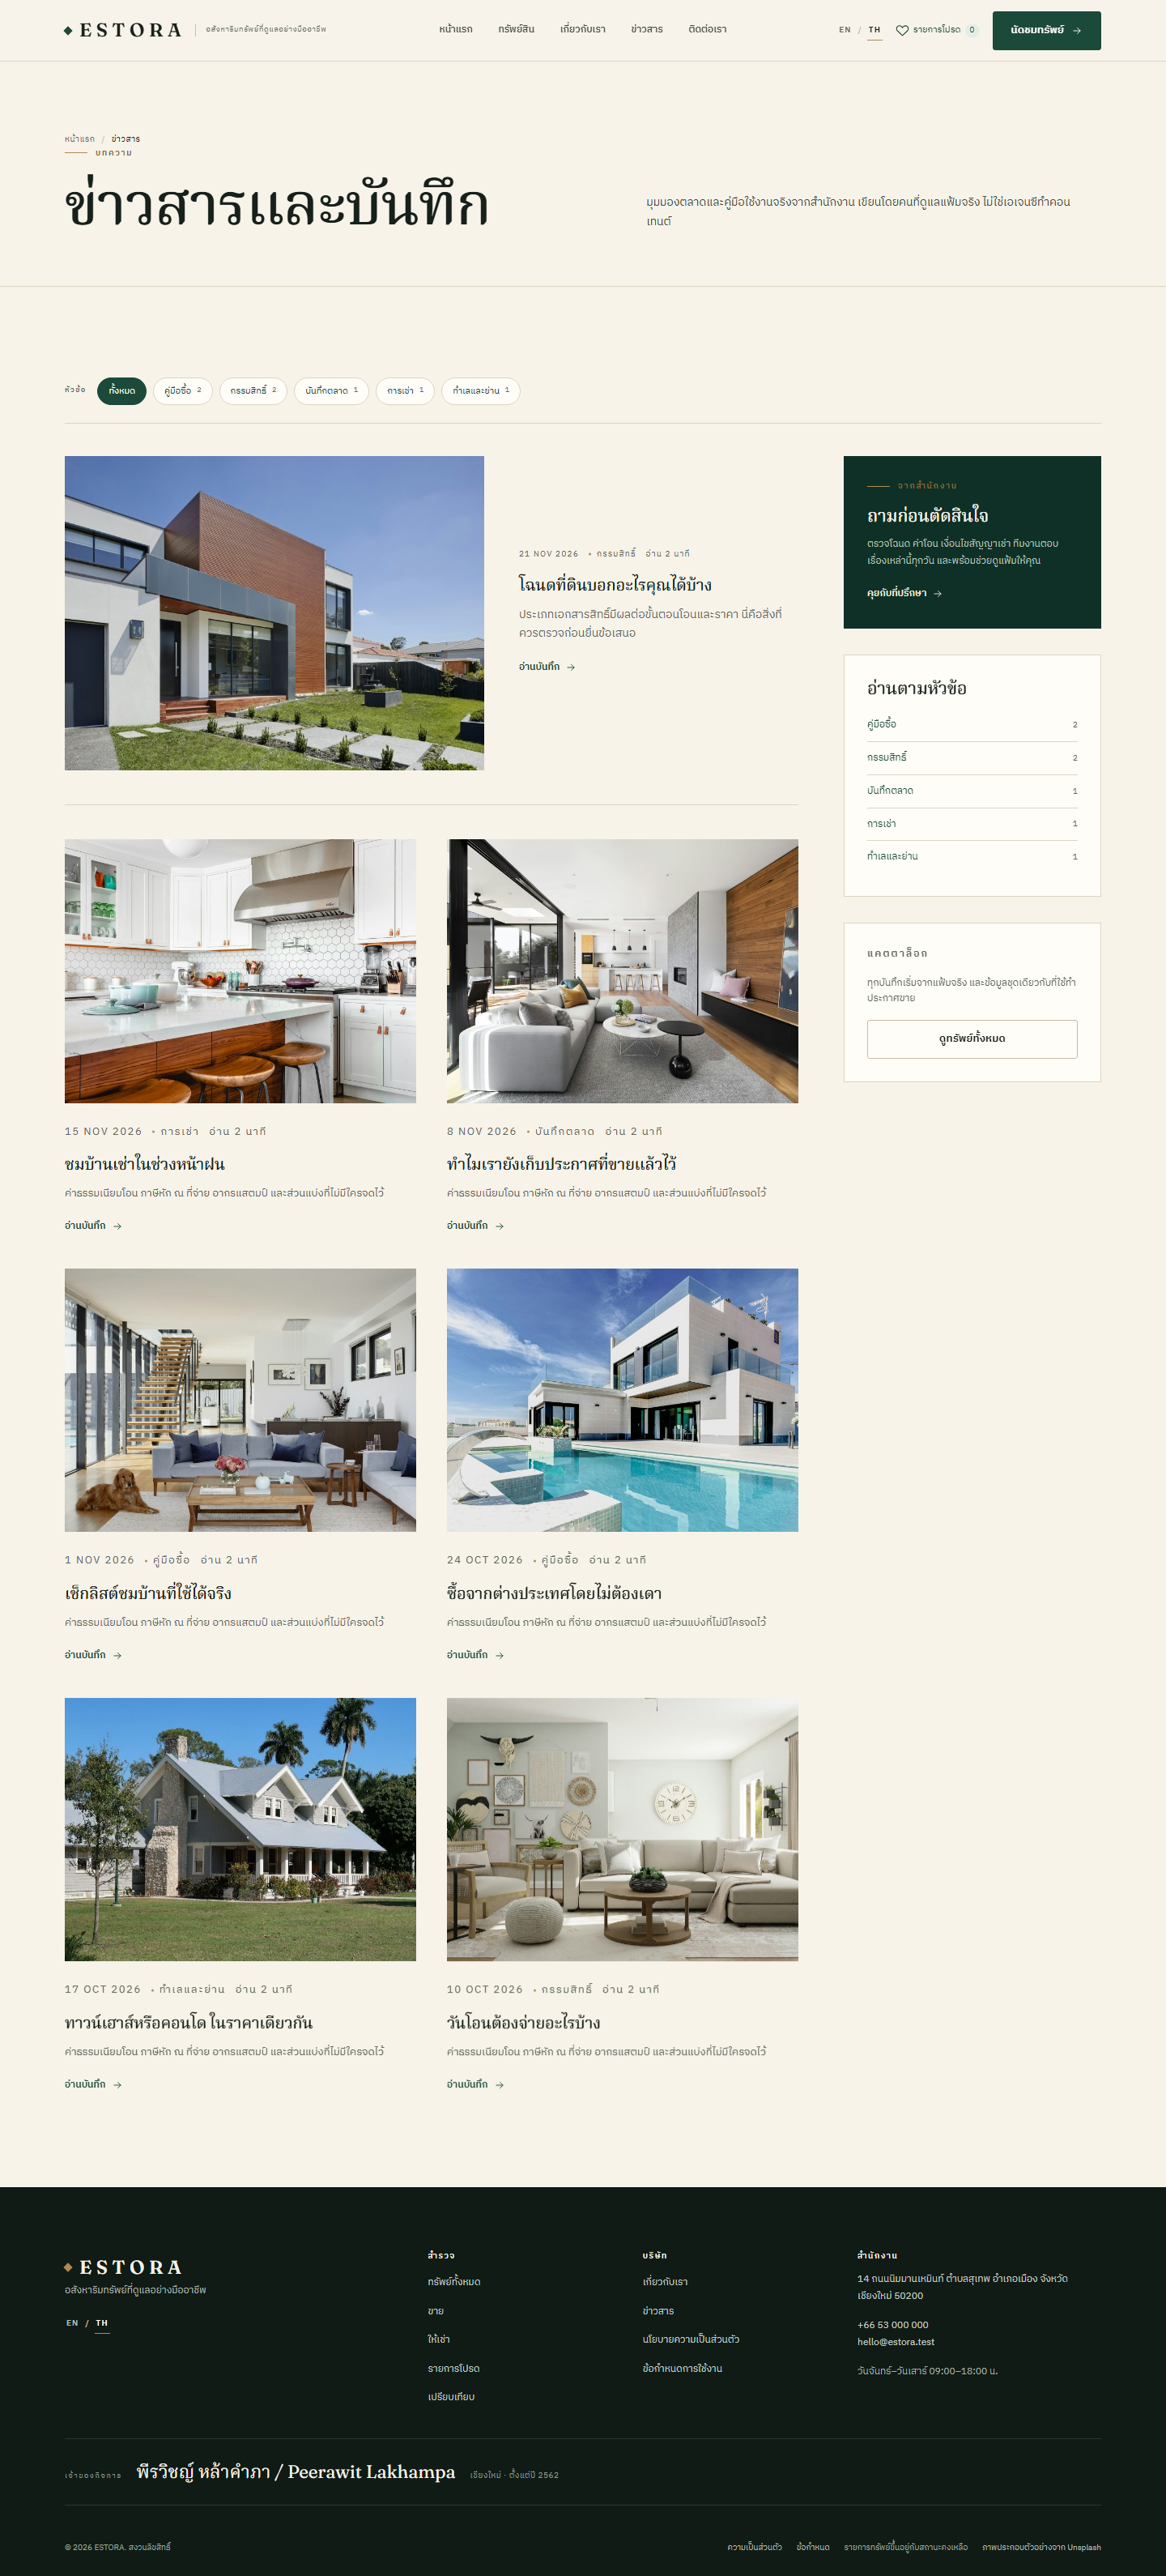 ESTORA
อสังหาริมทรัพย์ที่ดูแลอย่างมืออาชีพ
หน้าแรก ทรัพย์สิน เกี่ยวกับเรา ข่าวสาร ติดต่อเรา
EN / TH
รายการโปรด 0
นัดชมทรัพย์ →
หน้าแรก / ข่าวสาร
บทความ
ข่าวสารและบันทึก
มุมมองตลาดและคู่มือใช้งานจริงจากสำนักงาน เขียนโดยคนที่ดูแลแฟ้มจริง ไม่ใช่เอเจนซีทำคอน
เทนต์
หัวข้อ ทั้งหมด คู่มือซื้อ 2 กรรมสิทธิ์ 2 บันทึกตลาด 1 การเช่า 1 ทำเลและย่าน 1
21 NOV 2026 • กรรมสิทธิ์ อ่าน 2 นาที
โฉนดที่ดินบอกอะไรคุณได้บ้าง
ประเภทเอกสารสิทธิ์มีผลต่อขั้นตอนโอนและราคา นี่คือสิ่งที่
ควรตรวจก่อนยื่นข้อเสนอ
อ่านบันทึก →
จากสำนักงาน
ถามก่อนตัดสินใจ
ตรวจโฉนด ค่าโอน เงื่อนไขสัญญาเช่า ทีมงานตอบ
เรื่องเหล่านี้ทุกวัน และพร้อมช่วยดูแฟ้มให้คุณ
คุยกับที่ปรึกษา →
อ่านตามหัวข้อ
คู่มือซื้อ 2
กรรมสิทธิ์ 2
บันทึกตลาด 1
การเช่า 1
ทำเลและย่าน 1
แคตตาล็อก
ทุกบันทึกเริ่มจากแฟ้มจริง และข้อมูลชุดเดียวกับที่ใช้ทำ
ประกาศขาย
ดูทรัพย์ทั้งหมด
15 NOV 2026 • การเช่า อ่าน 2 นาที
ชมบ้านเช่าในช่วงหน้าฝน
ค่าธรรมเนียมโอน ภาษีหัก ณ ที่จ่าย อากรแสตมป์ และส่วนแบ่งที่ไม่มีใครจดไว้
อ่านบันทึก →
8 NOV 2026 • บันทึกตลาด อ่าน 2 นาที
ทำไมเรายังเก็บประกาศที่ขายแล้วไว้
ค่าธรรมเนียมโอน ภาษีหัก ณ ที่จ่าย อากรแสตมป์ และส่วนแบ่งที่ไม่มีใครจดไว้
อ่านบันทึก →
1 NOV 2026 • คู่มือซื้อ อ่าน 2 นาที
เช็กลิสต์ชมบ้านที่ใช้ได้จริง
ค่าธรรมเนียมโอน ภาษีหัก ณ ที่จ่าย อากรแสตมป์ และส่วนแบ่งที่ไม่มีใครจดไว้
อ่านบันทึก →
24 OCT 2026 • คู่มือซื้อ อ่าน 2 นาที
ซื้อจากต่างประเทศโดยไม่ต้องเดา
ค่าธรรมเนียมโอน ภาษีหัก ณ ที่จ่าย อากรแสตมป์ และส่วนแบ่งที่ไม่มีใครจดไว้
อ่านบันทึก →
17 OCT 2026 • ทำเลและย่าน อ่าน 2 นาที
ทาวน์เฮาส์หรือคอนโด ในราคาเดียวกัน
ค่าธรรมเนียมโอน ภาษีหัก ณ ที่จ่าย อากรแสตมป์ และส่วนแบ่งที่ไม่มีใครจดไว้
อ่านบันทึก →
10 OCT 2026 • กรรมสิทธิ์ อ่าน 2 นาที
วันโอนต้องจ่ายอะไรบ้าง
ค่าธรรมเนียมโอน ภาษีหัก ณ ที่จ่าย อากรแสตมป์ และส่วนแบ่งที่ไม่มีใครจดไว้
อ่านบันทึก →
ESTORA
อสังหาริมทรัพย์ที่ดูแลอย่างมืออาชีพ
EN / TH
สำรวจ
ทรัพย์ทั้งหมด
ขาย
ให้เช่า
รายการโปรด
เปรียบเทียบ
บริษัท
เกี่ยวกับเรา
ข่าวสาร
นโยบายความเป็นส่วนตัว
ข้อกำหนดการใช้งาน
สำนักงาน
14 ถนนนิมมานเหมินท์ ตำบลสุเทพ อำเภอเมือง จังหวัด
เชียงใหม่ 50200
+66 53 000 000
hello@estora.test
วันจันทร์–วันเสาร์ 09:00–18:00 น.
เจ้าของกิจการ พีรวิชญ์ หล้าคำภา / Peerawit Lakhampa เชียงใหม่ · ตั้งแต่ปี 2562
© 2026 ESTORA. สงวนลิขสิทธิ์
ความเป็นส่วนตัว ข้อกำหนด รายการทรัพย์ขึ้นอยู่กับสถานะคงเหลือ ภาพประกอบตัวอย่างจาก Unsplash